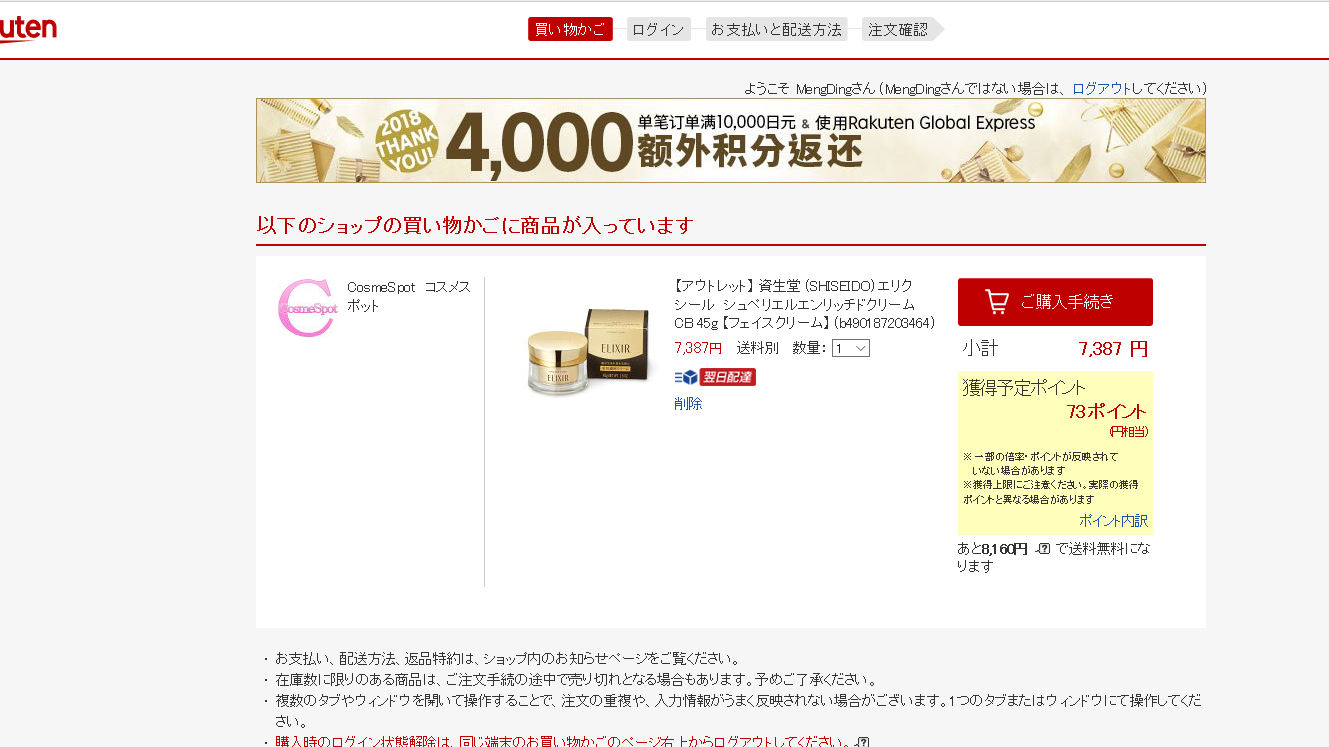 uten
買い物かご ログイン お支払いと配送方法 注文確認
ようこそ MengDingさん (MengDingさんではない場合は、ログアウトしてください)
2018 THANK YOU!
4,000
单笔订单满10,000日元 & 使用Rakuten Global Express
额外积分返还
以下のショップの買い物かごに商品が入っています
CosmeSpot
CosmeSpot コスメス
ポット
ELIXIR
ELIXIR
【アウトレット】 資生堂 (SHISEIDO) エリク
シール シュペリエルエンリッチドクリーム
CB 45g 【フェイスクリーム】 (b490187203464)
7,387円 送料別 数量: 1
翌日配達
削除
ご購入手続き
小計 7,387 円
獲得予定ポイント
73ポイント
(円相当)
※一部の倍率・ポイントが反映されて
いない場合があります
※獲得上限にご注意ください。実際の獲得
ポイントと異なる場合があります
ポイント内訳
あと8,160円 で送料無料にな
ります
・ お支払い、配送方法、返品特約は、ショップ内のお知らせページをご覧ください。
・ 在庫数に限りのある商品は、ご注文手続の途中で売り切れとなる場合もあります。予めご了承ください。
・ 複数のタブやウィンドウを開いて操作することで、注文の重複や、入力情報がうまく反映されない場合がございます。1つのタブまたはウィンドウにて操作してくだ
さい。
・ 購入時のログイン状態解除は、同じ端末のお買い物かごのページ右上からログアウトしてください。